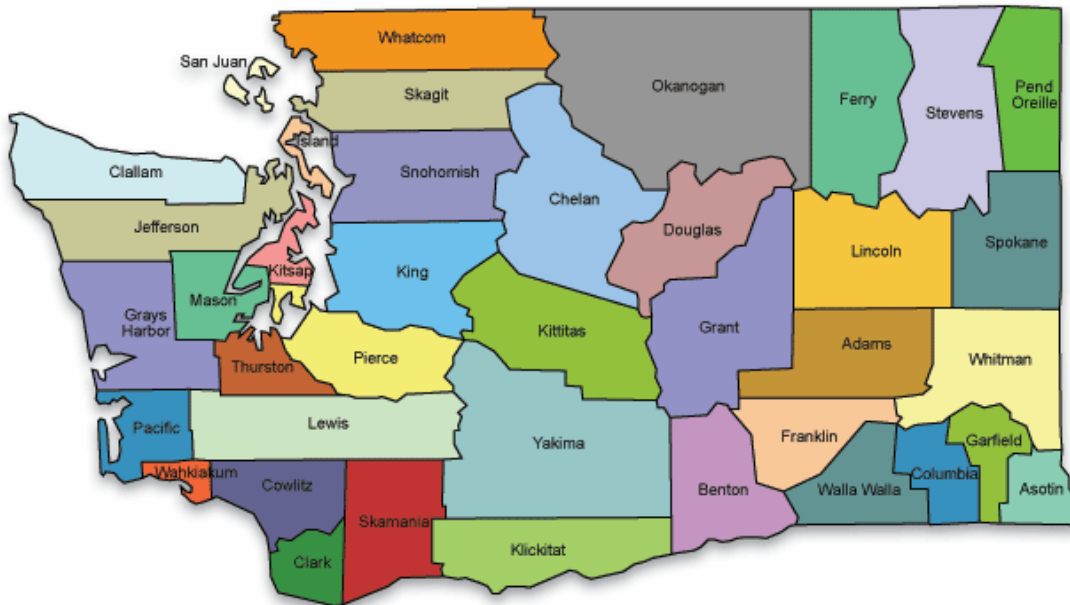 Whatcom
San Juan
Skagit
Okanogan
Ferry
Stevens
Pend
Oreille
Island
Clallam
Snohomish
Chelan
Jefferson
Douglas
Lincoln
Spokane
Kitsap
King
Mason
Grays
Harbor
Kittitas
Grant
Adams
Whitman
Thurston
Pierce
Pacific
Lewis
Yakima
Franklin
Garfield
Wahkiakum
Cowlitz
Benton
Walla Walla
Columbia
Asotin
Skamania
Klickitat
Clark